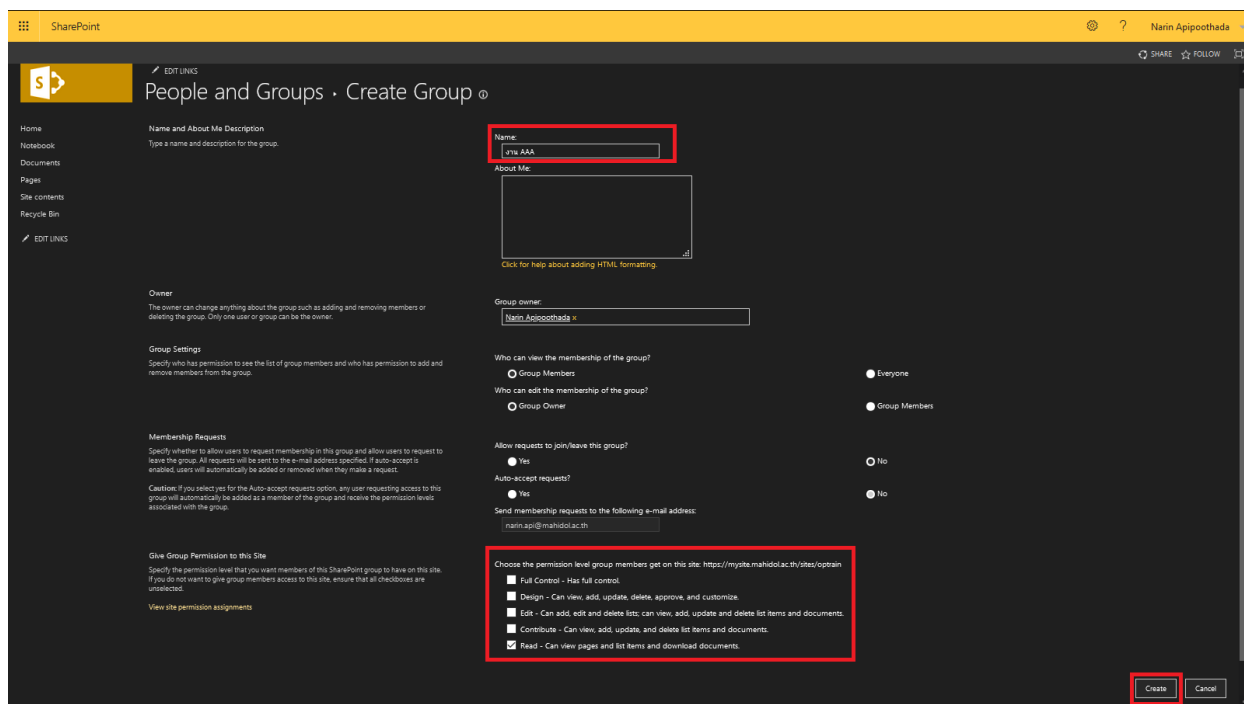 SharePoint
? Narin Apipoothada
SHARE FOLLOW
S
EDIT LINKS
People and Groups › Create Group
Home
Notebook
Documents
Pages
Site contents
Recycle Bin
EDIT LINKS
Name and About Me Description
Type a name and description for the group.
Name:
งาน AAA
About Me:
Click for help about adding HTML formatting.
Owner
The owner can change anything about the group such as adding and removing members or
deleting the group. Only one user or group can be the owner.
Group owner:
Narin Apipoothada x
Group Settings
Specify who has permission to see the list of group members and who has permission to add and
remove members from the group.
Who can view the membership of the group?
Group Members Everyone
Who can edit the membership of the group?
Group Owner Group Members
Membership Requests
Specify whether to allow users to request membership in this group and allow users to request to
leave the group. All requests will be sent to the e-mail address specified. If auto-accept is
enabled, users will automatically be added or removed when they make a request.
Caution: If you select yes for the Auto-accept requests option, any user requesting access to this
group will automatically be added as a member of the group and receive the permission levels
associated with the group.
Allow requests to join/leave this group?
Yes No
Auto-accept requests?
Yes No
Send membership requests to the following e-mail address:
narin.api@mahidol.ac.th
Give Group Permission to this Site
Specify the permission level that you want members of this SharePoint group to have on this site.
If you do not want to give group members access to this site, ensure that all checkboxes are
unselected.
View site permission assignments
Choose the permission level group members get on this site: https://mysite.mahidol.ac.th/sites/optrain
Full Control - Has full control.
Design - Can view, add, update, delete, approve, and customize.
Edit - Can add, edit and delete lists; can view, add, update and delete list items and documents.
Contribute - Can view, add, update, and delete list items and documents.
Read - Can view pages and list items and download documents.
Create Cancel